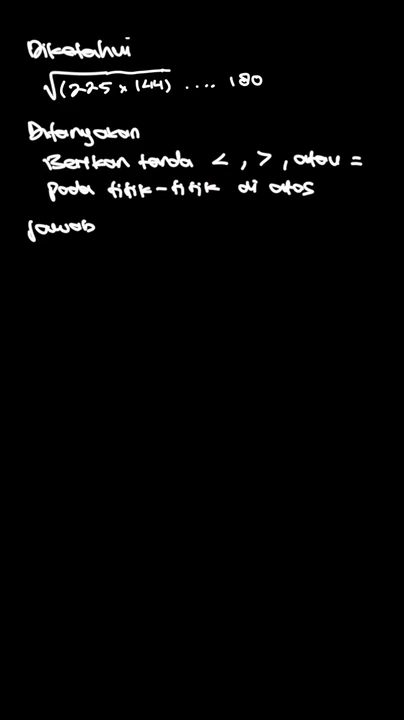 Diketahui
√(225 × 144) .... 180
Ditanyakan
Berikan tanda <, >, atau =
pada titik-titik di atas
Jawab